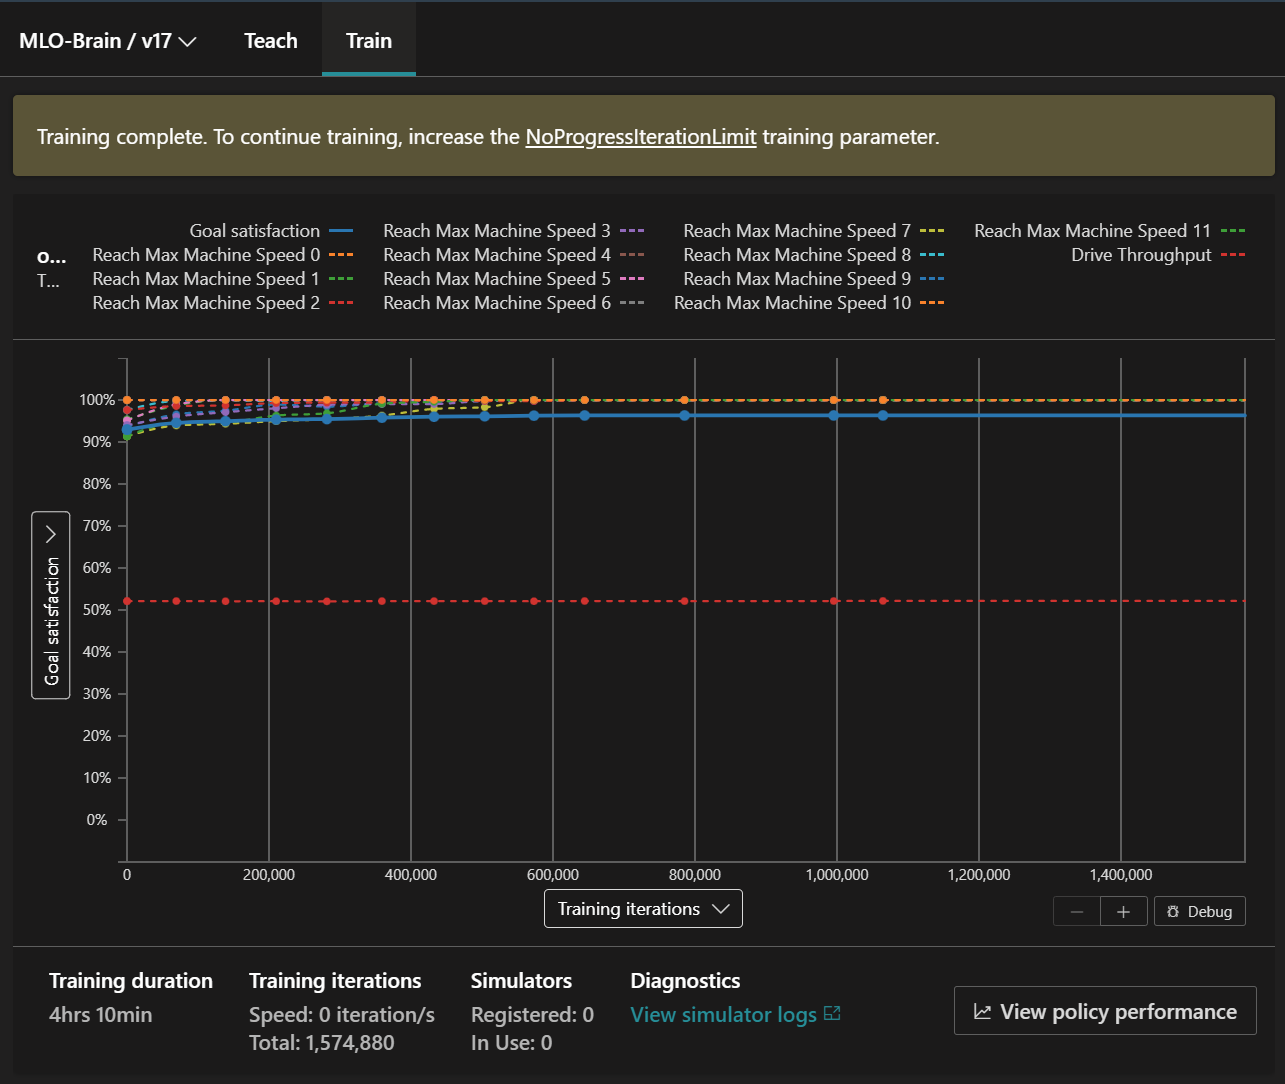 MLO-Brain / v17 Teach Train
Training complete. To continue training, increase the NoProgressIterationLimit training parameter.
o...
T...
Goal satisfaction
Reach Max Machine Speed 0
Reach Max Machine Speed 1
Reach Max Machine Speed 2
Reach Max Machine Speed 3
Reach Max Machine Speed 4
Reach Max Machine Speed 5
Reach Max Machine Speed 6
Reach Max Machine Speed 7
Reach Max Machine Speed 8
Reach Max Machine Speed 9
Reach Max Machine Speed 10
Reach Max Machine Speed 11
Drive Throughput
Goal satisfaction
100%
90%
80%
70%
60%
50%
40%
30%
20%
10%
0%
0 200,000 400,000 600,000 800,000 1,000,000 1,200,000 1,400,000
Training iterations
Debug
Training duration
4hrs 10min
Training iterations
Speed: 0 iteration/s
Total: 1,574,880
Simulators
Registered: 0
In Use: 0
Diagnostics
View simulator logs
View policy performance